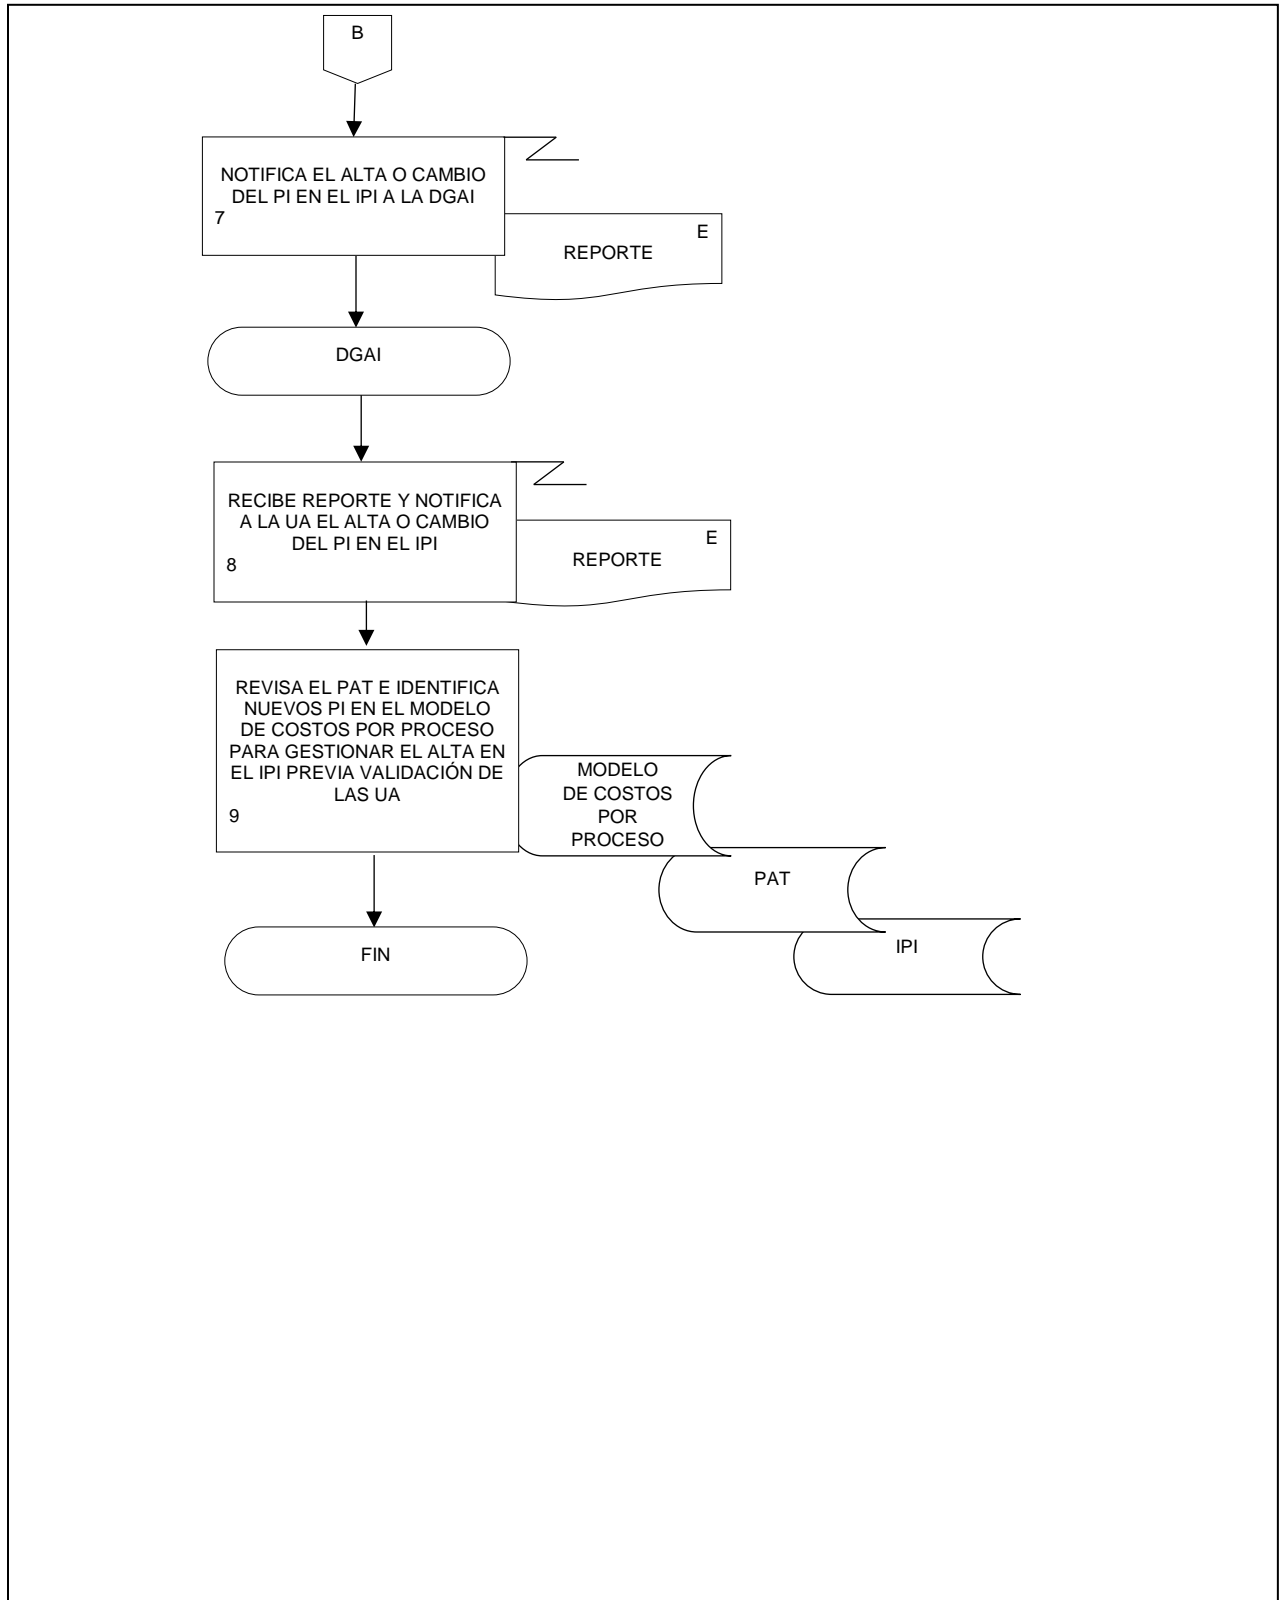 B
NOTIFICA EL ALTA O CAMBIO
DEL PI EN EL IPI A LA DGAI
7
E
REPORTE
DGAI
RECIBE REPORTE Y NOTIFICA
A LA UA EL ALTA O CAMBIO
DEL PI EN EL IPI
8
E
REPORTE
REVISA EL PAT E IDENTIFICA
NUEVOS PI EN EL MODELO
DE COSTOS POR PROCESO
PARA GESTIONAR EL ALTA EN
EL IPI PREVIA VALIDACIÓN DE
LAS UA
9
MODELO
DE COSTOS
POR
PROCESO
PAT
IPI
FIN